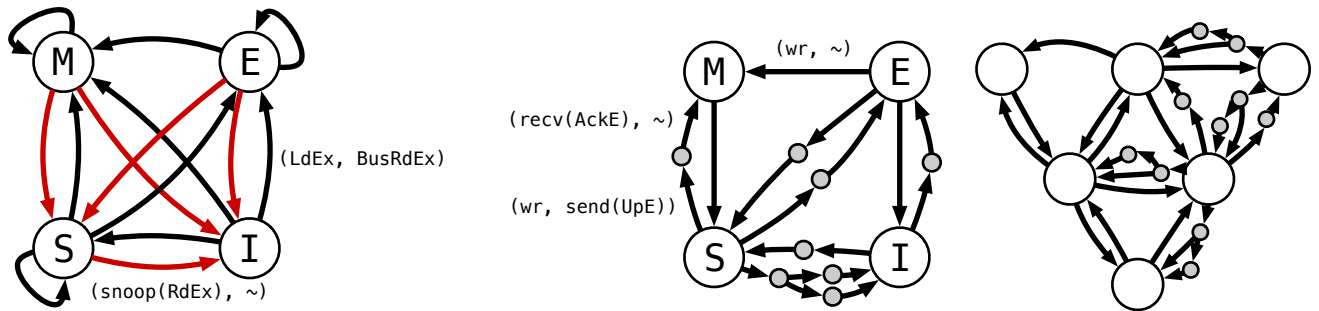 M E
(LdEx, BusRdEx)
S I
(snoop(RdEx), ~)
(wr, ~)
M E
(recv(AckE), ~)
(wr, send(UpE))
S I